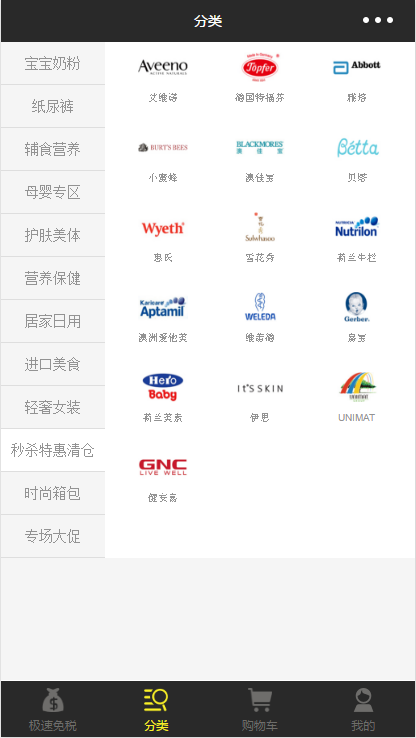 分类
宝宝奶粉
纸尿裤
辅食营养
母婴专区
护肤美体
营养保健
居家日用
进口美食
轻奢女装
秒杀特惠清仓
时尚箱包
专场大促
Aveeno
ACTIVE NATURALS
Töpfer
Abbott
艾维诺
德国特福芬
雅培
BURT'S BEES
BLACKMORES
澳佳宝
Bétta
小蜜蜂
澳佳宝
贝塔
Wyeth
Sulwhasoo
Nutrilon
惠氏
雪花秀
荷兰牛栏
Karicare
Aptamil
WELEDA
Gerber
澳洲爱他美
维蕾德
嘉宝
Hero
Baby
It'S SKIN
UNIMAT
荷兰英雄
伊思
UNIMAT
GNC
LIVE WELL
健安喜
极速免税
分类
购物车
我的